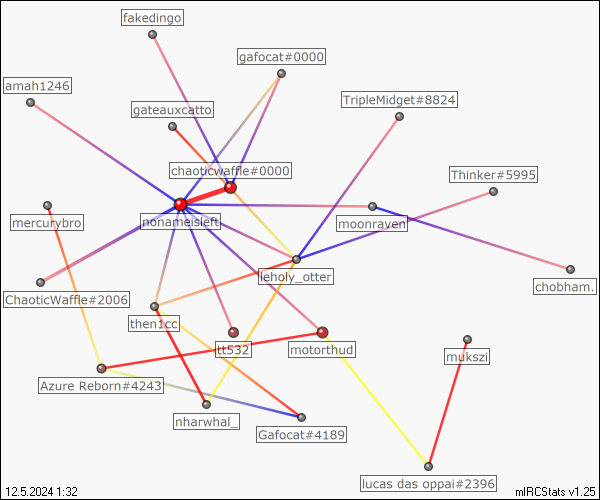 fakedingo
gafocat#0000
amah1246
TripleMidget#8824
gateauxcatto
chaoticwaffle#0000
Thinker#5995
mercurybro
nonameisleft
moonraven
leholy_otter
chobham.
ChaoticWaffle#2006
then1cc
tt532
motorthud
mukszi
Azure Reborn#4243
nharwhal_
Gafocat#4189
lucas das oppai#2396
12.5.2024 1:32
mIRCStats v1.25